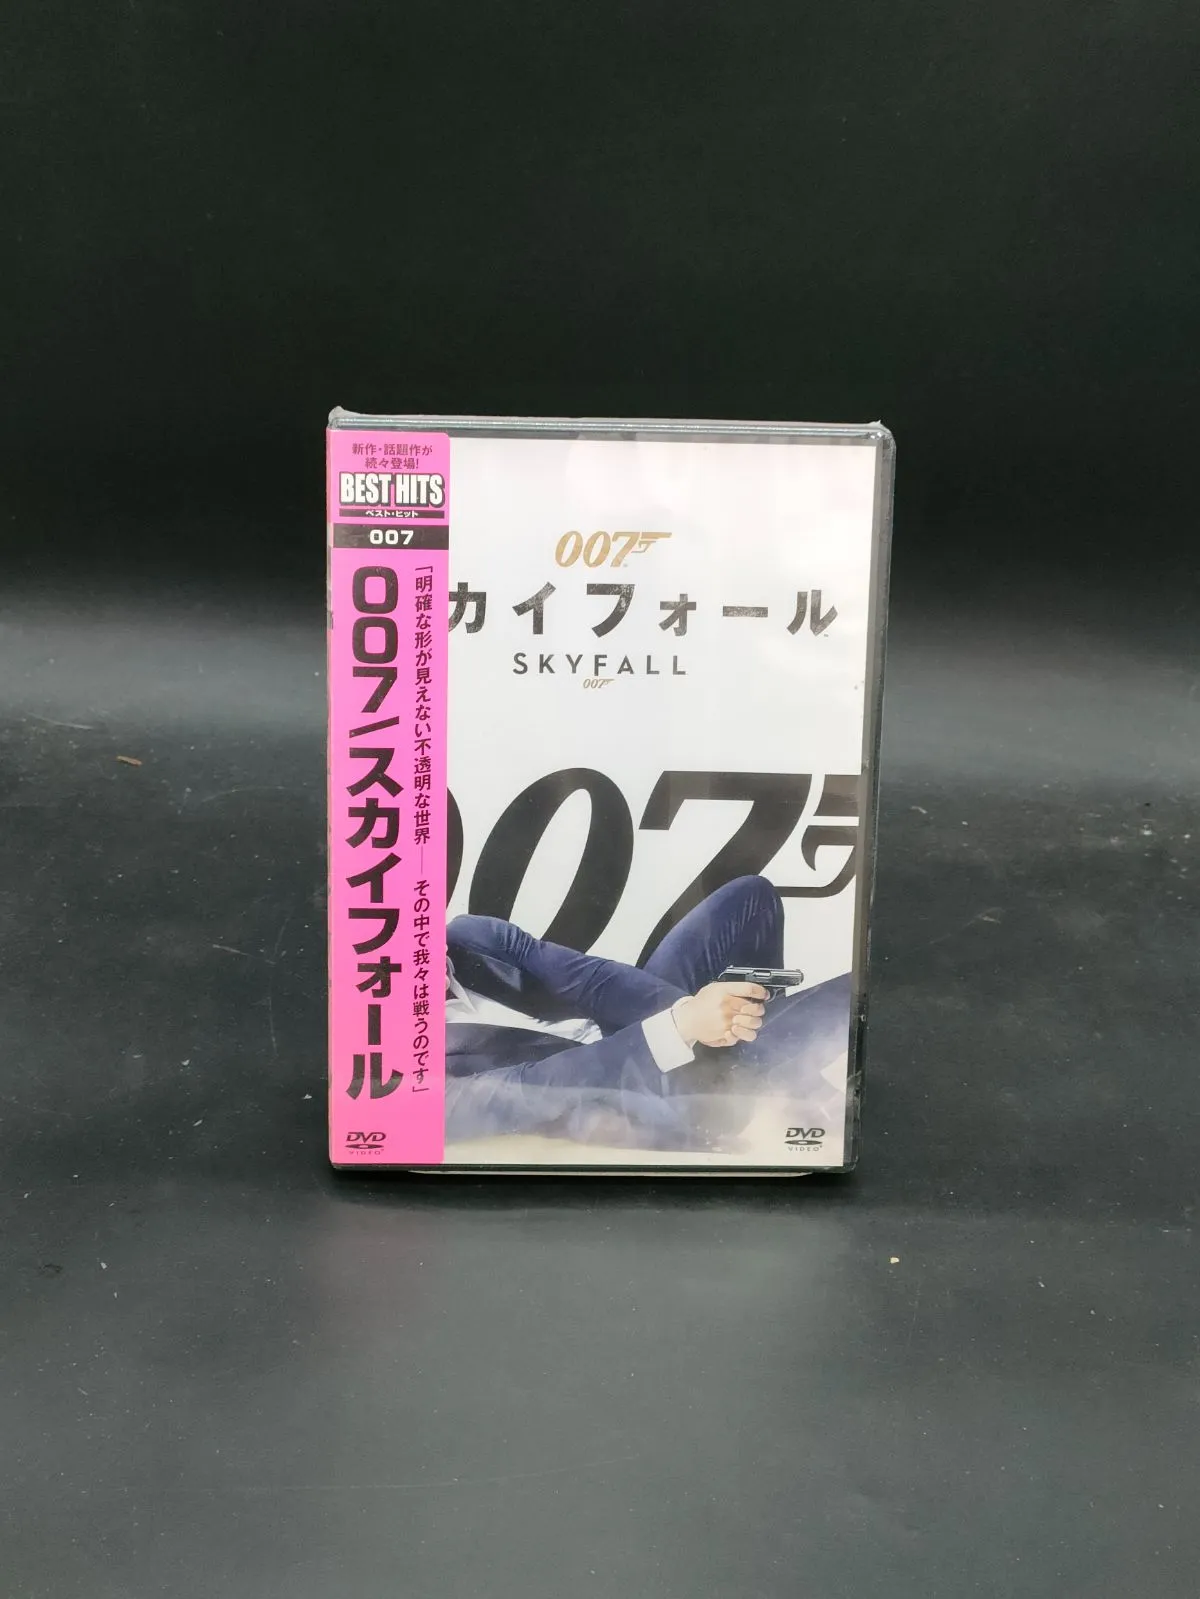 新作・話題作が
続々登場!
BEST HITS
ベスト・ヒット
007
「明確な形が見えない不透明な世界――その中で我々は戦うのです」
007/スカイフォール
DVD
VIDEO
007
カイフォール
SKYFALL
007
007
DVD
VIDEO